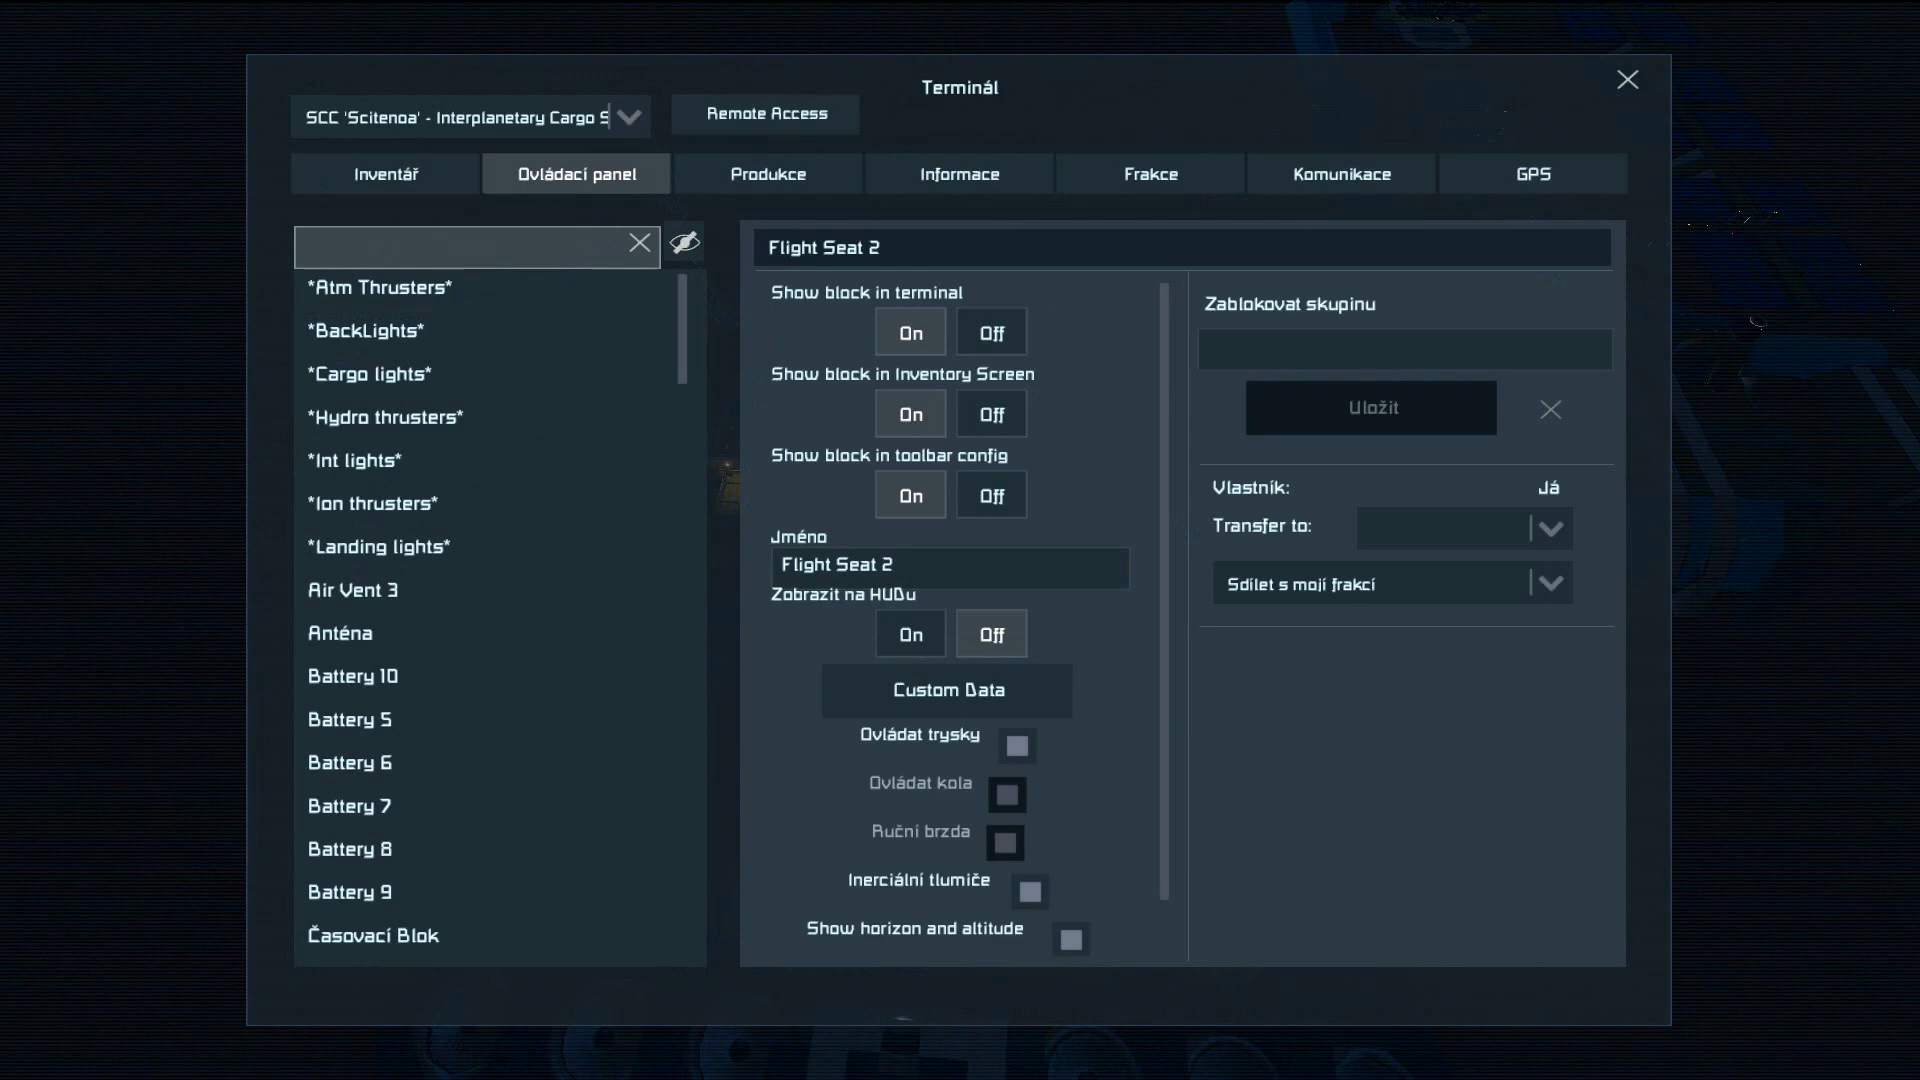 Terminál
SCC 'Scitenoa' - Interplanetary Cargo S
Remote Access
Inventář
Ovládací panel
Produkce
Informace
Frakce
Komunikace
GPS
*Atm Thrusters*
*BackLights*
*Cargo lights*
*Hydro thrusters*
*Int lights*
*Ion thrusters*
*Landing lights*
Air Vent 3
Anténa
Battery 10
Battery 5
Battery 6
Battery 7
Battery 8
Battery 9
Časovací Blok
Flight Seat 2
Show block in terminal
On Off
Show block in Inventory Screen
On Off
Show block in toolbar config
On Off
Jméno
Flight Seat 2
Zobrazit na HUDu
On Off
Custom Data
Ovládat trysky
Ovládat kola
Ruční brzda
Inerciální tlumiče
Show horizon and altitude
Zablokovat skupinu
Uložit
Vlastník: Já
Transfer to:
Sdílet s mojí frakcí